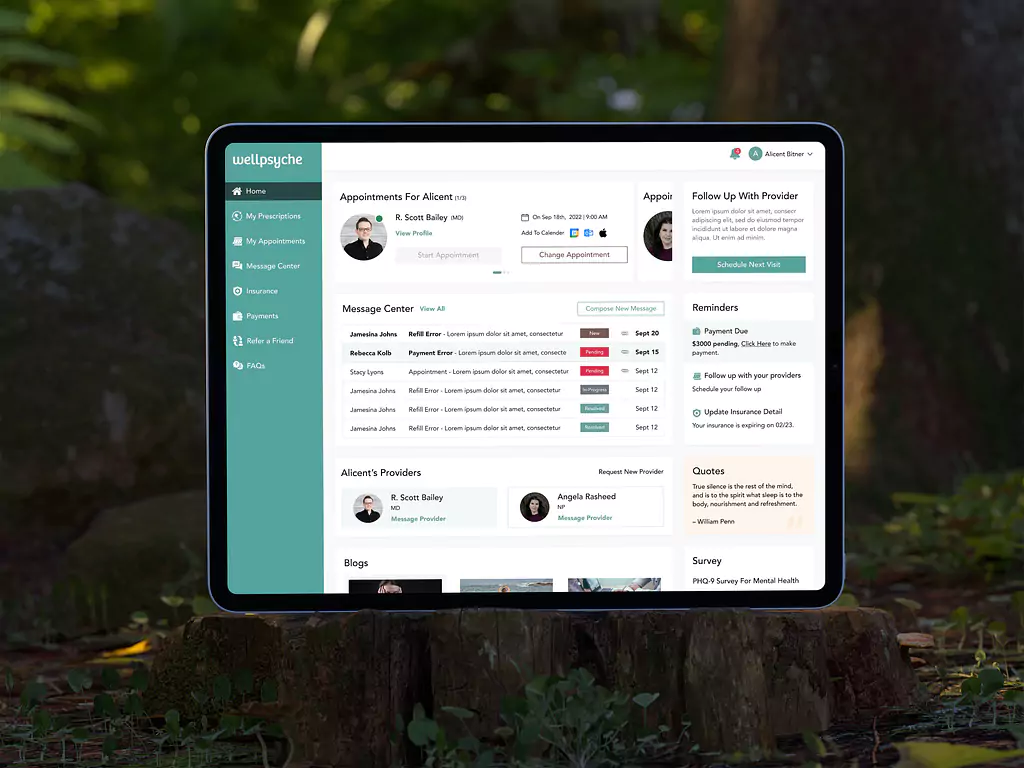 wellpsyche
Alicent Bitner
Home
My Prescriptions
My Appointments
Message Center
Insurance
Payments
Refer a Friend
FAQs
Appointments For Alicent (1/3)
R. Scott Bailey (MD)
View Profile
Start Appointment
On Sep 18th, 2022 | 9:00 AM
Add To Calender
Change Appointment
Appoin
Follow Up With Provider
Lorem ipsum dolor sit amet, consecr
adipiscing elit, sed do eiusmod tempor
incididunt ut labore et dolore magna
aliqua. Ut enim ad minim.
Schedule Next Visit
Message Center View All
Compose New Message
Jamesina Johns Refill Error - Lorem ipsum dolor sit amet, consectetur New Sept 20
Rebecca Kolb Payment Error - Lorem ipsum dolor sit amet, consecte Pending Sept 15
Stacy Lyons Appointment - Lorem ipsum dolor sit amet, consectetur Pending Sept 12
Jamesina Johns Refill Error - Lorem ipsum dolor sit amet, consectetur In-Progress Sept 12
Jamesina Johns Refill Error - Lorem ipsum dolor sit amet, consectetur Resolved Sept 12
Jamesina Johns Refill Error - Lorem ipsum dolor sit amet, consectetur Resolved Sept 12
Reminders
Payment Due
$3000 pending, Click Here to make
payment.
Follow up with your providers
Schedule your follow up
Update Insurance Detail
Your insurance is expiring on 02/23.
Alicent's Providers
Request New Provider
R. Scott Bailey
MD
Message Provider
Angela Rasheed
NP
Message Provider
Quotes
True silence is the rest of the mind,
and is to the spirit what sleep is to the
body, nourishment and refreshment.
– William Penn
Blogs
Survey
PHQ-9 Survey For Mental Health